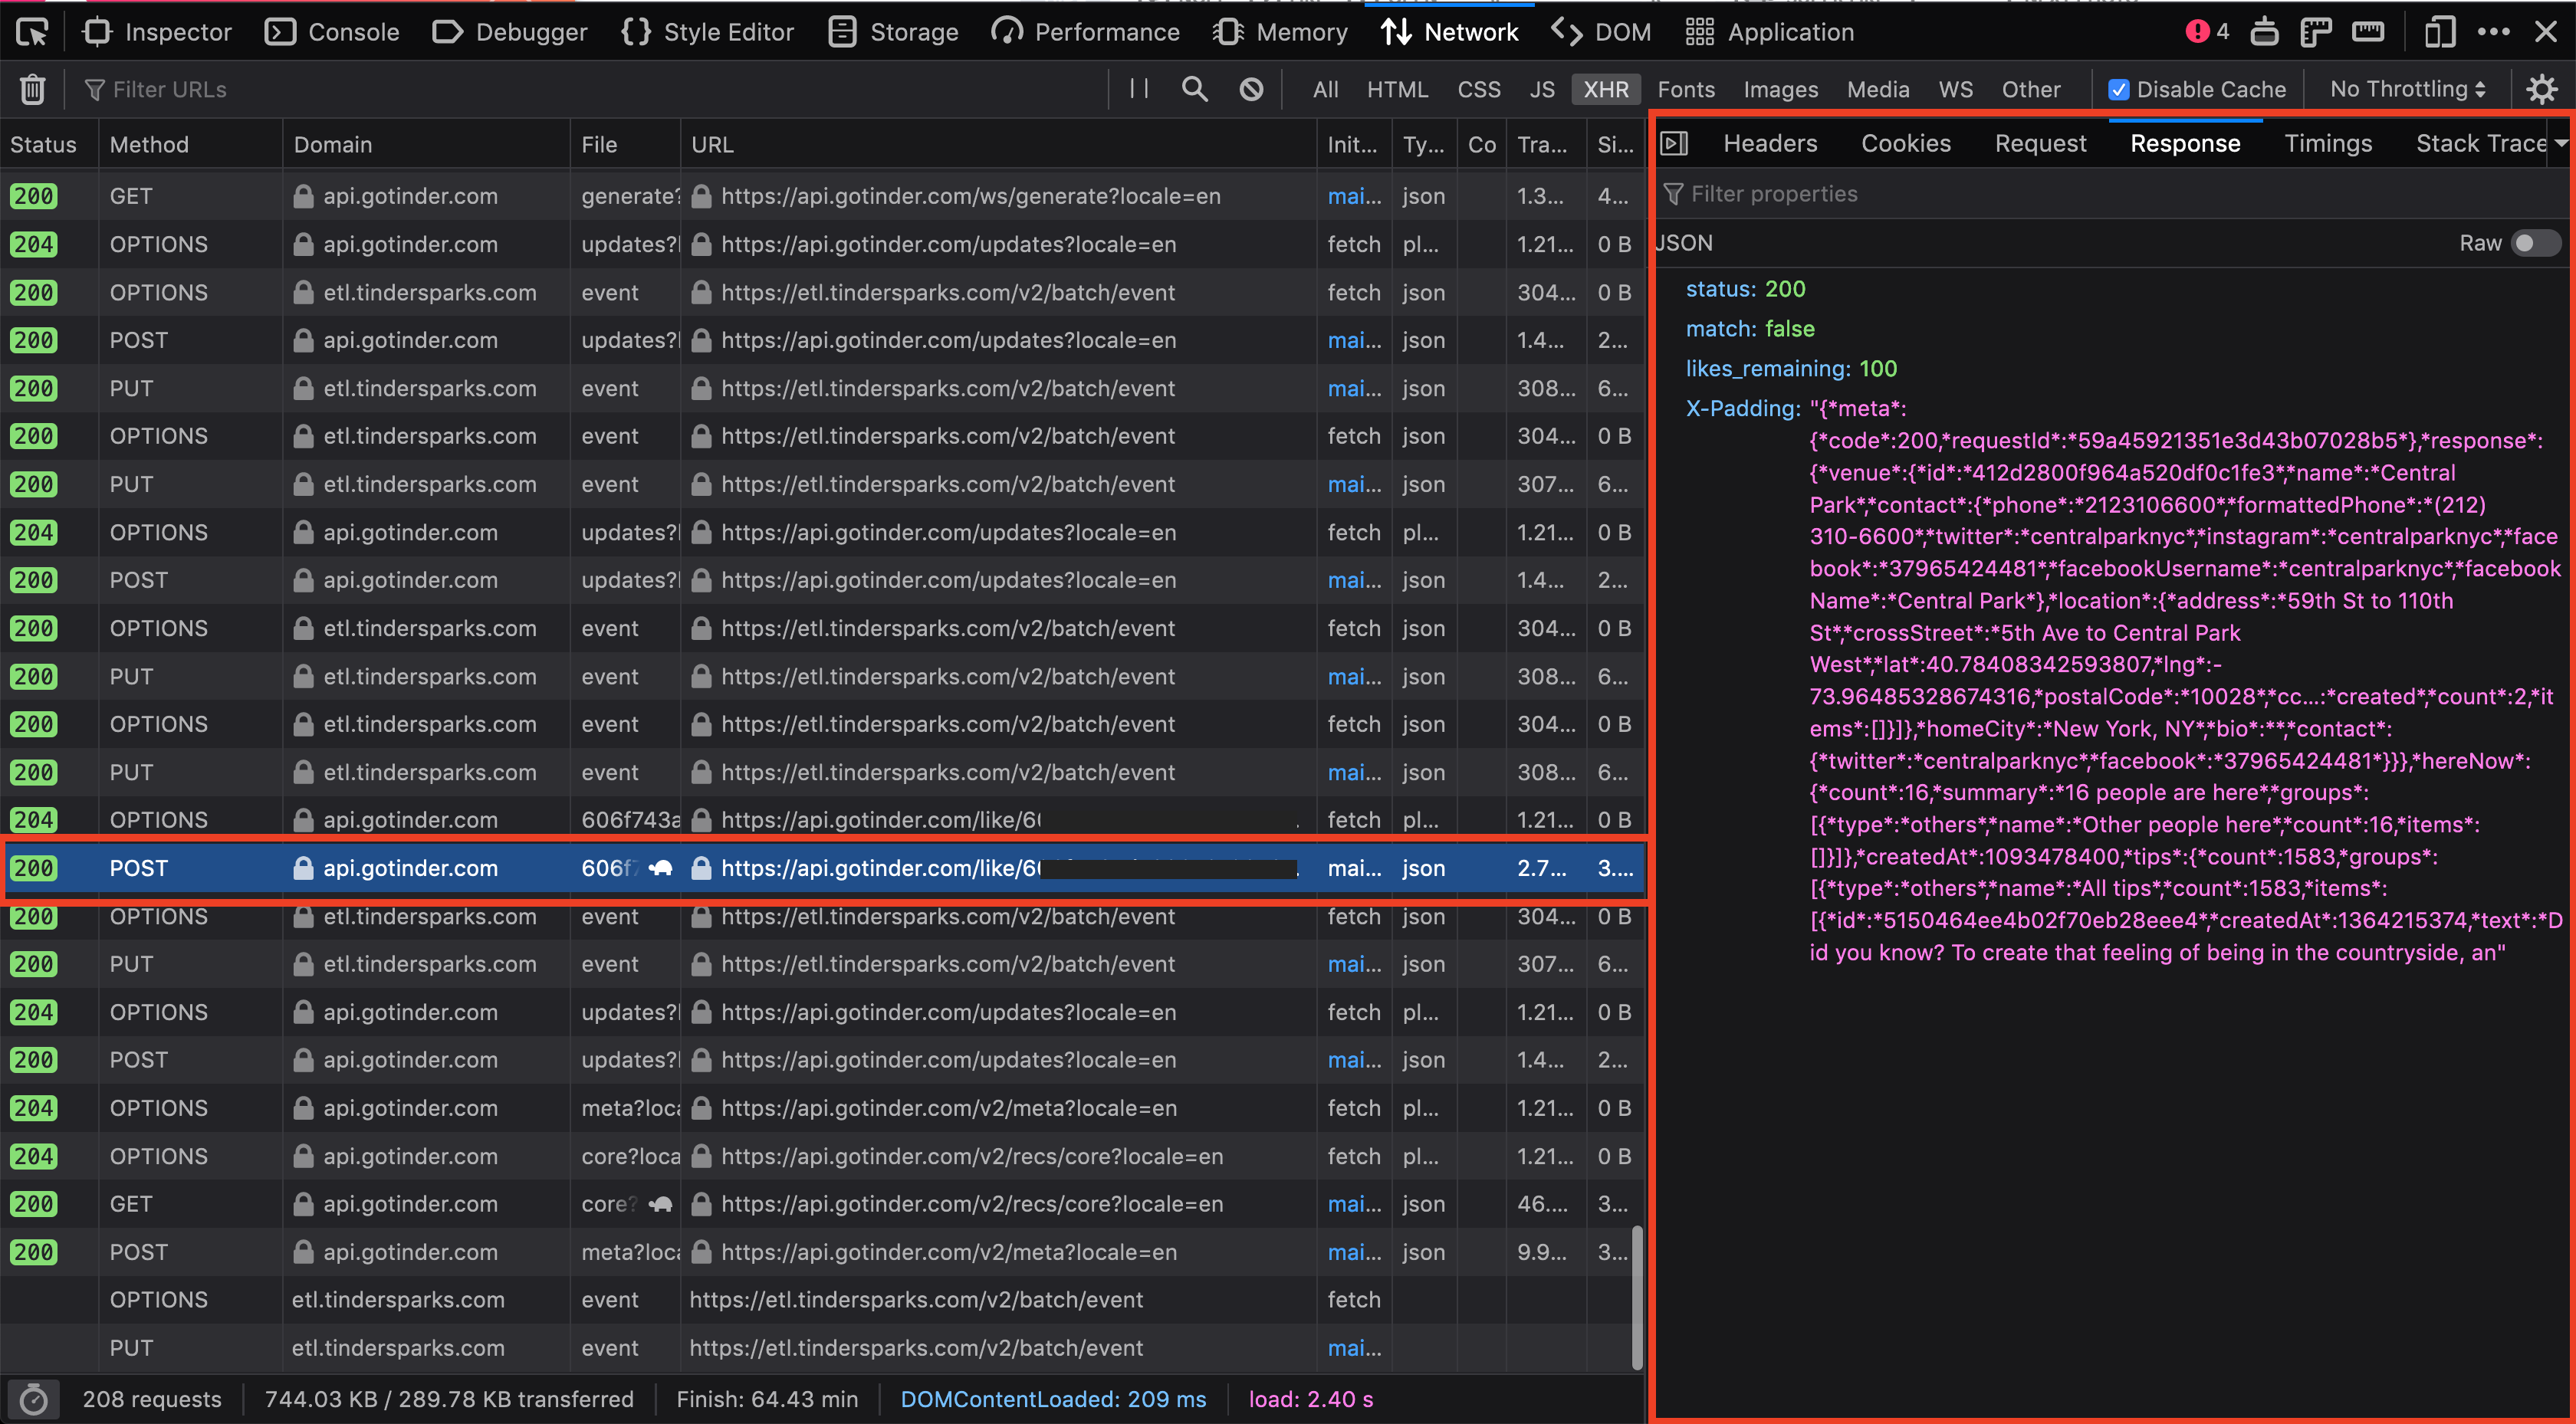 Inspector Console Debugger Style Editor Storage Performance Memory Network DOM Application 4
Filter URLs All HTML CSS JS XHR Fonts Images Media WS Other Disable Cache No Throttling
Status Method Domain File URL Init... Ty... Co Tra... Si...
200 GET api.gotinder.com generate? https://api.gotinder.com/ws/generate?locale=en mai... json 1.3... 4...
204 OPTIONS api.gotinder.com updates?l https://api.gotinder.com/updates?locale=en fetch pl... 1.21... 0 B
200 OPTIONS etl.tindersparks.com event https://etl.tindersparks.com/v2/batch/event fetch json 304... 0 B
200 POST api.gotinder.com updates?l https://api.gotinder.com/updates?locale=en mai... json 1.4... 2...
200 PUT etl.tindersparks.com event https://etl.tindersparks.com/v2/batch/event mai... json 308... 6...
200 OPTIONS etl.tindersparks.com event https://etl.tindersparks.com/v2/batch/event fetch json 304... 0 B
200 PUT etl.tindersparks.com event https://etl.tindersparks.com/v2/batch/event mai... json 307... 6...
204 OPTIONS api.gotinder.com updates?l https://api.gotinder.com/updates?locale=en fetch pl... 1.21... 0 B
200 POST api.gotinder.com updates?l https://api.gotinder.com/updates?locale=en mai... json 1.4... 2...
200 OPTIONS etl.tindersparks.com event https://etl.tindersparks.com/v2/batch/event fetch json 304... 0 B
200 PUT etl.tindersparks.com event https://etl.tindersparks.com/v2/batch/event mai... json 308... 6...
200 OPTIONS etl.tindersparks.com event https://etl.tindersparks.com/v2/batch/event fetch json 304... 0 B
200 PUT etl.tindersparks.com event https://etl.tindersparks.com/v2/batch/event mai... json 308... 6...
204 OPTIONS api.gotinder.com 606f743a https://api.gotinder.com/like/60 fetch pl... 1.21... 0 B
200 POST api.gotinder.com 606f7 https://api.gotinder.com/like/60 mai... json 2.7... 3....
200 OPTIONS etl.tindersparks.com event https://etl.tindersparks.com/v2/batch/event fetch json 304... 0 B
200 PUT etl.tindersparks.com event https://etl.tindersparks.com/v2/batch/event mai... json 307... 6...
204 OPTIONS api.gotinder.com updates?l https://api.gotinder.com/updates?locale=en fetch pl... 1.21... 0 B
200 POST api.gotinder.com updates?l https://api.gotinder.com/updates?locale=en mai... json 1.4... 2...
204 OPTIONS api.gotinder.com meta?loca https://api.gotinder.com/v2/meta?locale=en fetch pl... 1.21... 0 B
204 OPTIONS api.gotinder.com core?loca https://api.gotinder.com/v2/recs/core?locale=en fetch pl... 1.21... 0 B
200 GET api.gotinder.com core? https://api.gotinder.com/v2/recs/core?locale=en mai... json 46.... 3...
200 POST api.gotinder.com meta?loca https://api.gotinder.com/v2/meta?locale=en mai... json 9.9... 3...
OPTIONS etl.tindersparks.com event https://etl.tindersparks.com/v2/batch/event fetch
PUT etl.tindersparks.com event https://etl.tindersparks.com/v2/batch/event mai...
208 requests 744.03 KB / 289.78 KB transferred Finish: 64.43 min DOMContentLoaded: 209 ms load: 2.40 s
Headers Cookies Request Response Timings Stack Trace
Filter properties
JSON Raw
status: 200
match: false
likes_remaining: 100
X-Padding: "{*meta*:
{*code*:200,*requestId*:*59a45921351e3d43b07028b5*},*response*:
{*venue*:{*id*:*412d2800f964a520df0c1fe3**name*:*Central
Park**contact*:{*phone*:*2123106600**formattedPhone*:*(212)
310-6600**twitter*:*centralparknyc**instagram*:*centralparknyc**face
book*:*37965424481**facebookUsername*:*centralparknyc**facebook
Name*:*Central Park*},*location*:{*address*:*59th St to 110th
St**crossStreet*:*5th Ave to Central Park
West**lat*:40.78408342593807,*lng*:-
73.96485328674316,*postalCode*:*10028**cc...:*created**count*:2,*it
ems*:[]}]},*homeCity*:*New York, NY**bio*:***,*contact*:
{*twitter*:*centralparknyc**facebook*:*37965424481*}}},*hereNow*:
{*count*:16,*summary*:*16 people are here**groups*:
[{*type*:*others**name*:*Other people here**count*:16,*items*:
[]}]},*createdAt*:1093478400,*tips*:{*count*:1583,*groups*:
[{*type*:*others**name*:*All tips**count*:1583,*items*:
[{*id*:*5150464ee4b02f70eb28eee4**createdAt*:1364215374,*text*:*D
id you know? To create that feeling of being in the countryside, an"